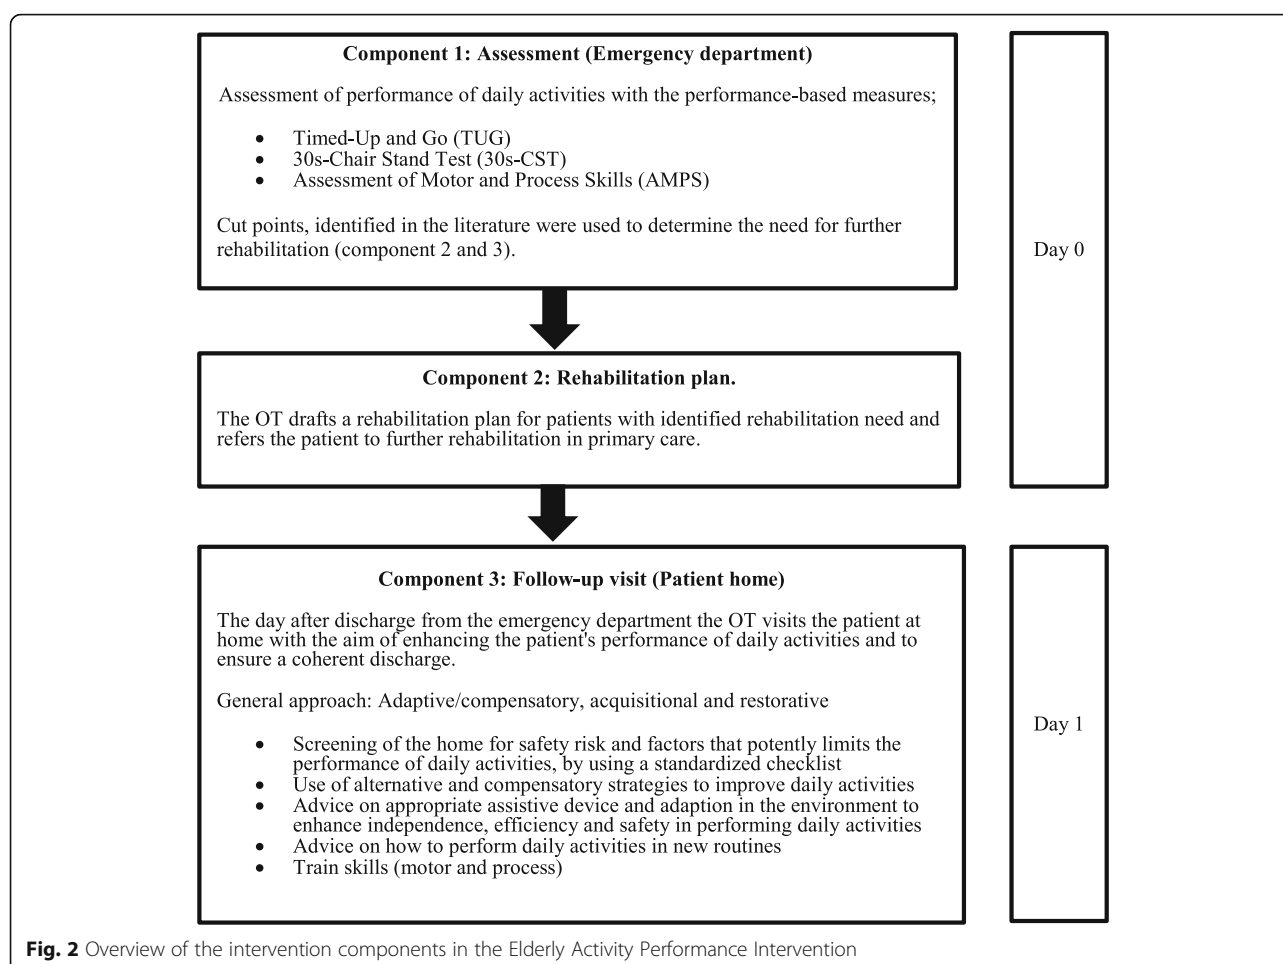 Component 1: Assessment (Emergency department)
Assessment of performance of daily activities with the performance-based measures;
• Timed-Up and Go (TUG)
• 30s-Chair Stand Test (30s-CST)
• Assessment of Motor and Process Skills (AMPS)
Cut points, identified in the literature were used to determine the need for further
rehabilitation (component 2 and 3).
Day 0
Component 2: Rehabilitation plan.
The OT drafts a rehabilitation plan for patients with identified rehabilitation need and
refers the patient to further rehabilitation in primary care.
Component 3: Follow-up visit (Patient home)
The day after discharge from the emergency department the OT visits the patient at
home with the aim of enhancing the patient's performance of daily activities and to
ensure a coherent discharge.
General approach: Adaptive/compensatory, acquisitional and restorative
• Screening of the home for safety risk and factors that potently limits the
performance of daily activities, by using a standardized checklist
• Use of alternative and compensatory strategies to improve daily activities
• Advice on appropriate assistive device and adaption in the environment to
enhance independence, efficiency and safety in performing daily activities
• Advice on how to perform daily activities in new routines
• Train skills (motor and process)
Day 1
Fig. 2 Overview of the intervention components in the Elderly Activity Performance Intervention